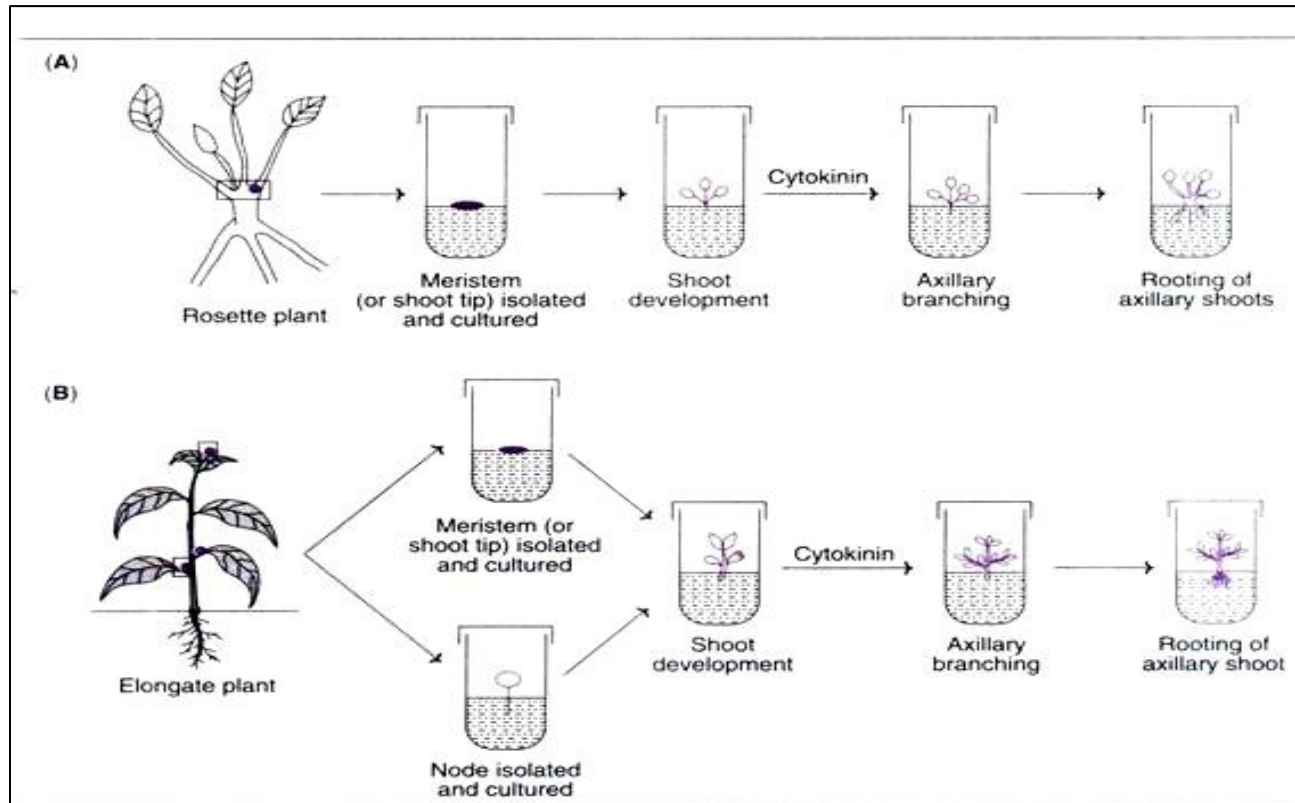 (A)
Cytokinin
Rosette plant
Meristem
(or shoot tip) isolated
and cultured
Shoot
development
Axillary
branching
Rooting of
axillary shoots
(B)
Elongate plant
Meristem (or
shoot tip) isolated
and cultured
Node isolated
and cultured
Shoot
development
Cytokinin
Axillary
branching
Rooting of
axillary shoot